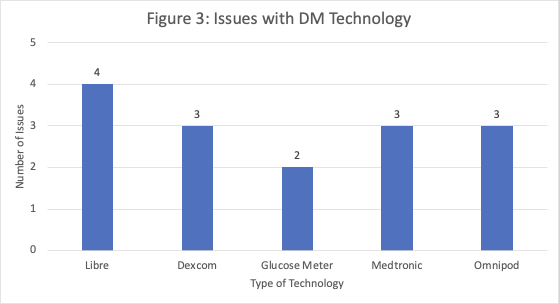 Figure 3: Issues with DM Technology
5
4
3
2
1
0
Number of Issues
4
3
2
3
3
Libre Dexcom Glucose Meter Medtronic Omnipod
Type of Technology